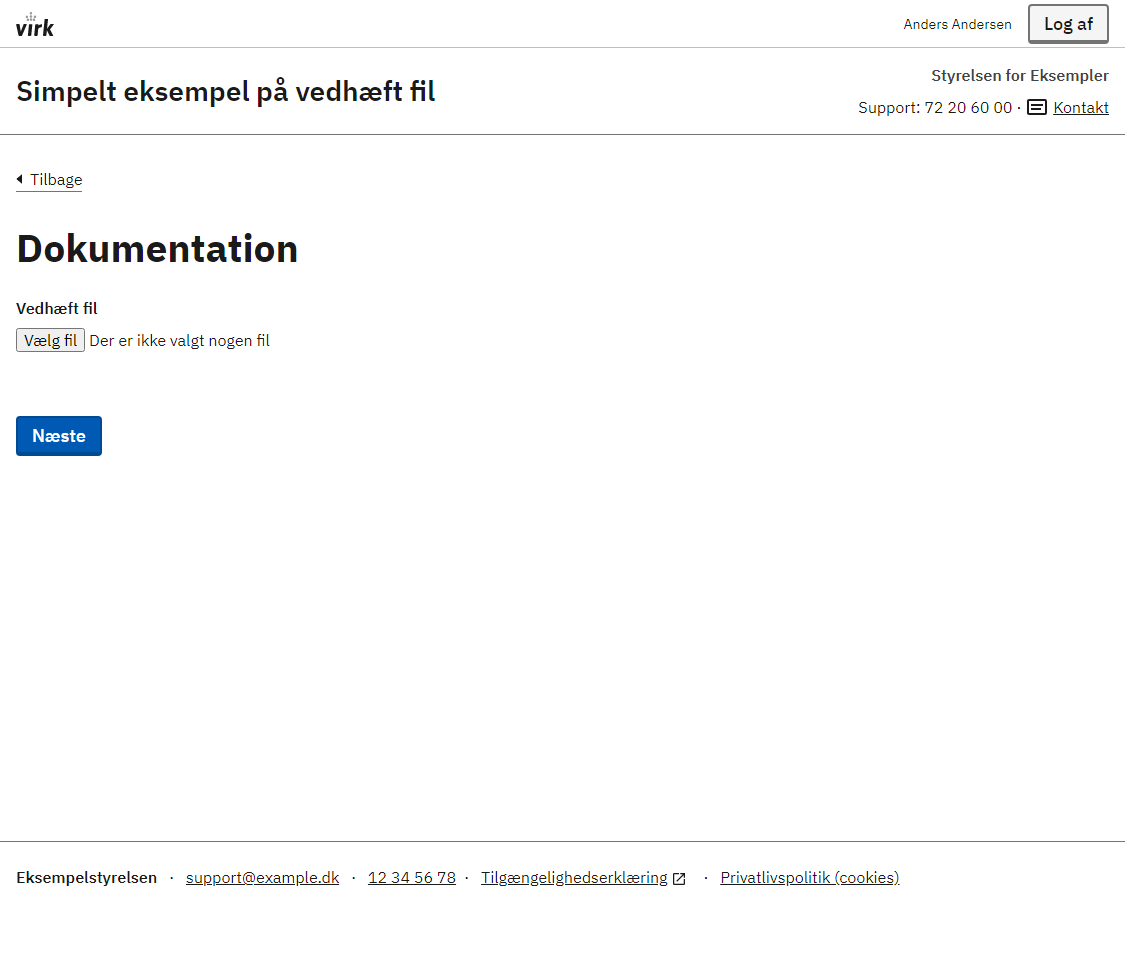 virk
Anders Andersen
Log af
Simpelt eksempel på vedhæft fil
Styrelsen for Eksempler
Support: 72 20 60 00 · Kontakt
Tilbage
Dokumentation
Vedhæft fil
Vælg fil Der er ikke valgt nogen fil
Næste
Eksempelstyrelsen · support@example.dk · 12 34 56 78 · Tilgængelighedserklæring · Privatlivspolitik (cookies)